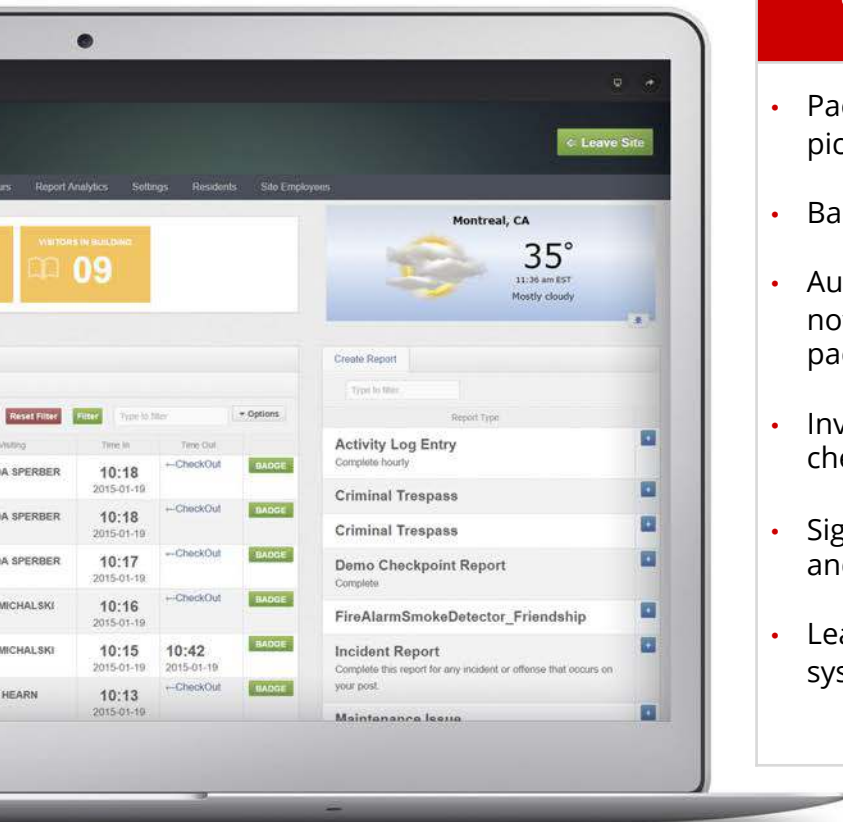 Leave Site
Report Analytics Settings Residents Site Employees
VISITORS IN BUILDING
09
Montreal, CA
35°
11:36 am EST
Mostly cloudy
Create Report
Type to filter
Reset Filter Filter Type to filter Options
Visiting Time In Time Out
SPERBER 10:18 ←CheckOut BADGE
2015-01-19
SPERBER 10:18 ←CheckOut BADGE
2015-01-19
SPERBER 10:17 ←CheckOut BADGE
2015-01-19
MICHALSKI 10:16 ←CheckOut BADGE
2015-01-19
MICHALSKI 10:15 10:42 BADGE
2015-01-19 2015-01-19
HEARN 10:13 ←CheckOut BADGE
2015-01-19
Report Type
Activity Log Entry
Complete hourly
Criminal Trespass
Criminal Trespass
Demo Checkpoint Report
Complete
FireAlarmSmokeDetector_Friendship
Incident Report
Complete this report for any incident or offense that occurs on
your post.
Maintenance Issue